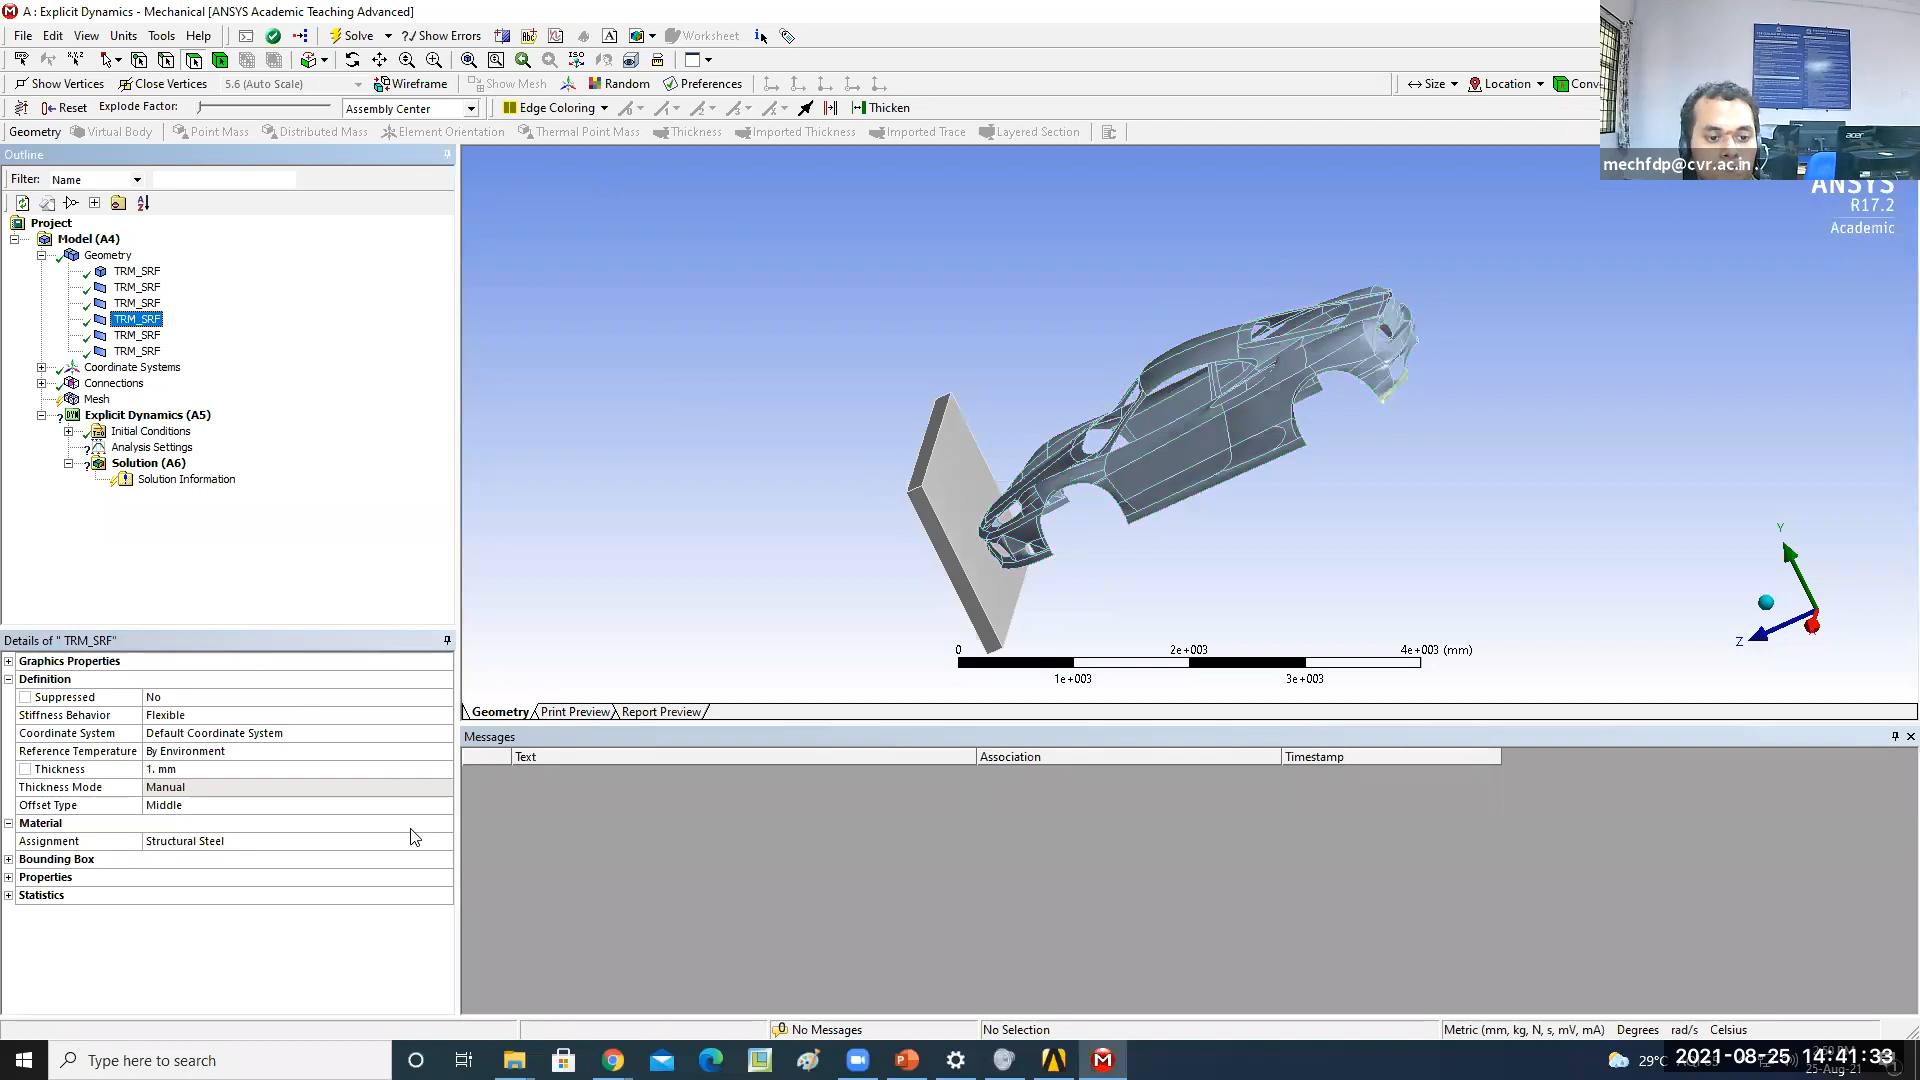 A : Explicit Dynamics - Mechanical [ANSYS Academic Teaching Advanced]
File Edit View Units Tools Help Solve ?/ Show Errors Worksheet
Show Vertices Close Vertices 5.6 (Auto Scale) Wireframe Show Mesh Random Preferences Size Location Conv
Reset Explode Factor: Assembly Center Edge Coloring Thicken
Geometry Virtual Body Point Mass Distributed Mass Element Orientation Thermal Point Mass Thickness Imported Thickness Imported Trace Layered Section
mechfdp@cvr.ac.in
acer
Outline
Filter: Name
Project
Model (A4)
Geometry
TRM_SRF
TRM_SRF
TRM_SRF
TRM_SRF
TRM_SRF
TRM_SRF
Coordinate Systems
Connections
Mesh
Explicit Dynamics (A5)
Initial Conditions
Analysis Settings
Solution (A6)
Solution Information
ANSYS
R17.2
Academic
Y
Z
0 2e+003 4e+003 (mm)
1e+003 3e+003
Details of "TRM_SRF"
Graphics Properties
Definition
Suppressed No
Stiffness Behavior Flexible
Coordinate System Default Coordinate System
Reference Temperature By Environment
Thickness 1. mm
Thickness Mode Manual
Offset Type Middle
Material
Assignment Structural Steel
Bounding Box
Properties
Statistics
Geometry Print Preview Report Preview
Messages
Text Association Timestamp
No Messages No Selection Metric (mm, kg, N, s, mV, mA) Degrees rad/s Celsius
Type here to search
29°C
2021-08-25 14:41:33
25-Aug-21